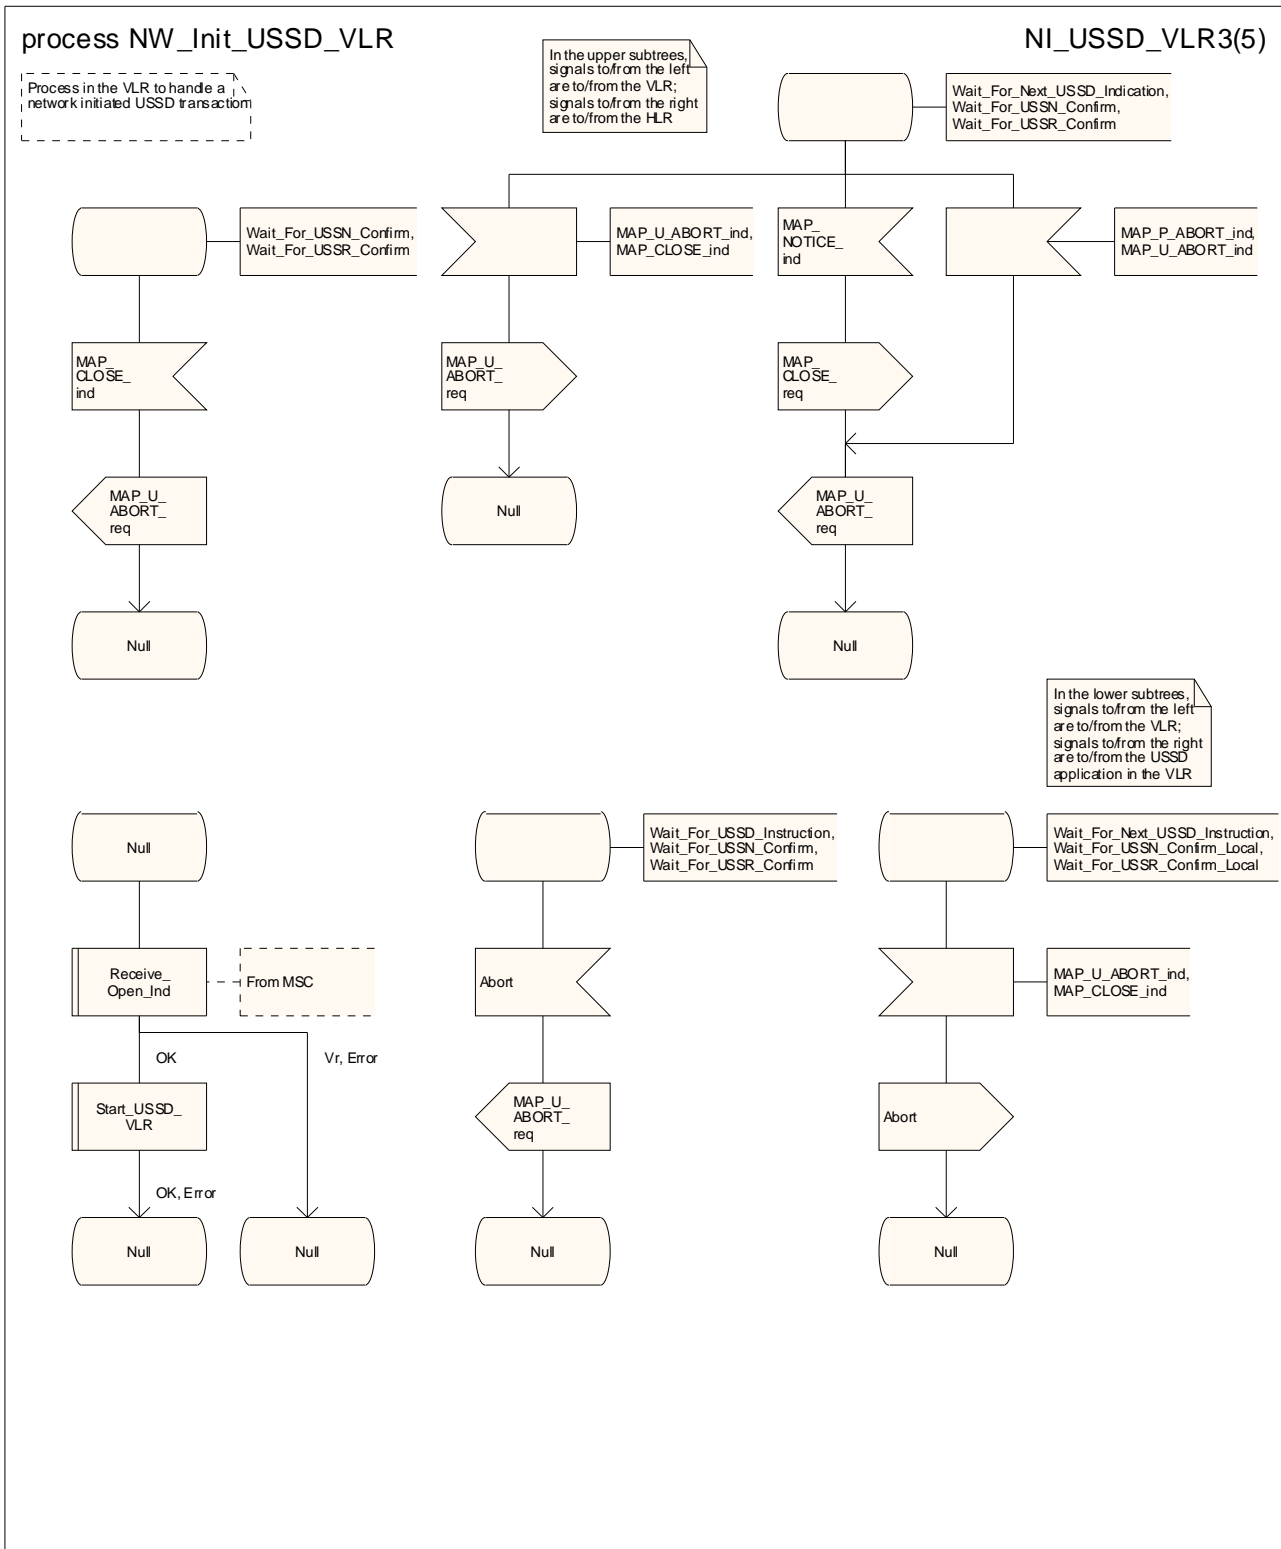 process NW_Init_USSD_VLR
NI_USSD_VLR3(5)
Process in the VLR to handle a
network initiated USSD transaction
In the upper subtrees,
signals to/from the left
are to/from the VLR;
signals to/from the right
are to/from the HLR
Wait_For_Next_USSD_Indication,
Wait_For_USSN_Confirm,
Wait_For_USSR_Confirm
Wait_For_USSN_Confirm,
Wait_For_USSR_Confirm
MAP_U_ABORT_ind,
MAP_CLOSE_ind
MAP_
NOTICE_
ind
MAP_P_ABORT_ind,
MAP_U_ABORT_ind
MAP_
CLOSE_
ind
MAP_U_
ABORT_
req
MAP_
CLOSE_
req
MAP_U_
ABORT_
req
Null
MAP_U_
ABORT_
req
Null
Null
In the lower subtrees,
signals to/from the left
are to/from the VLR;
signals to/from the right
are to/from the USSD
application in the VLR
Null
Wait_For_USSD_Instruction,
Wait_For_USSN_Confirm,
Wait_For_USSR_Confirm
Wait_For_Next_USSD_Instruction,
Wait_For_USSN_Confirm_Local,
Wait_For_USSR_Confirm_Local
Receive_
Open_Ind
From MSC
Abort
MAP_U_ABORT_ind,
MAP_CLOSE_ind
OK
Vr, Error
Start_USSD_
VLR
MAP_U_
ABORT_
req
Abort
OK, Error
Null
Null
Null
Null